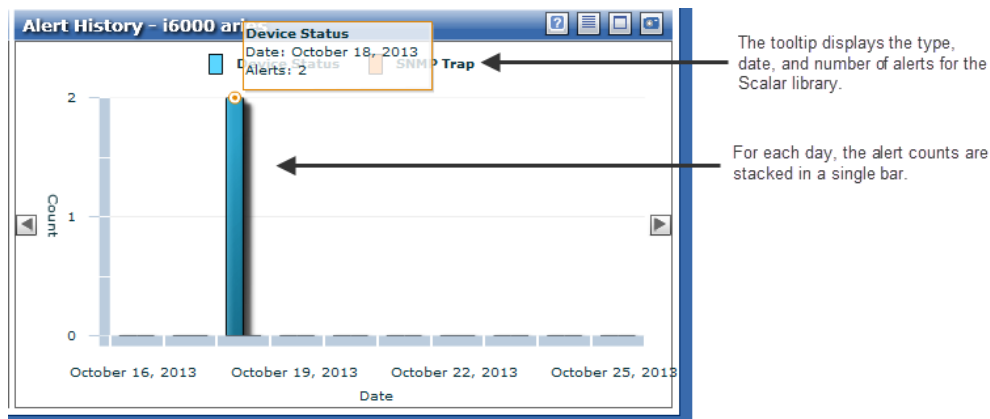 Alert History - i6000 aries
Device Status
Date: October 18, 2013
Alerts: 2
Device Status
SNMP Trap
The tooltip displays the type,
date, and number of alerts for the
Scalar library.
2
For each day, the alert counts are
stacked in a single bar.
Count
1
0
October 16, 2013
October 19, 2013
October 22, 2013
October 25, 2013
Date